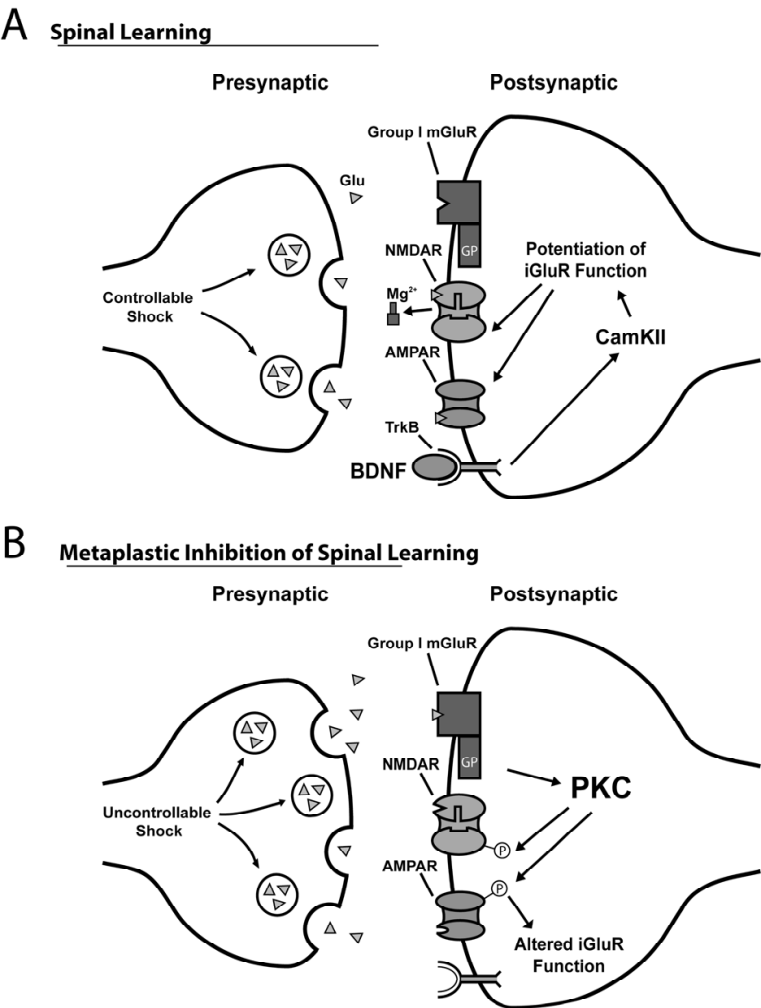 A
Spinal Learning
Presynaptic
Postsynaptic
Group I mGluR
Glu
GP
NMDAR
Potentiation of
iGluR Function
Mg²⁺
Controllable
Shock
CamKII
AMPAR
TrkB
BDNF
B
Metaplastic Inhibition of Spinal Learning
Presynaptic
Postsynaptic
Group I mGluR
GP
NMDAR
PKC
Uncontrollable
Shock
P
AMPAR
P
Altered iGluR
Function